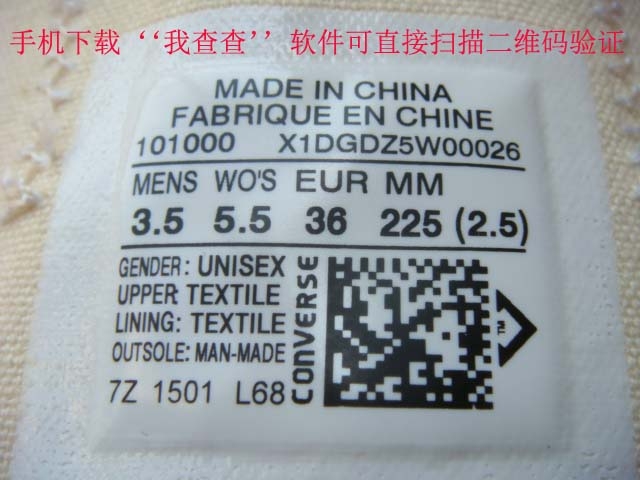 手机下载‘‘我查查’’软件可直接扫描二维码验证
MADE IN CHINA
FABRIQUE EN CHINE
101000 X1DGDZ5W00026
MENS WO'S EUR MM
3.5 5.5 36 225 (2.5)
GENDER: UNISEX
UPPER TEXTILE
LINING: TEXTILE
OUTSOLE: MAN-MADE
7Z 1501 L68
CONVERSE
TM